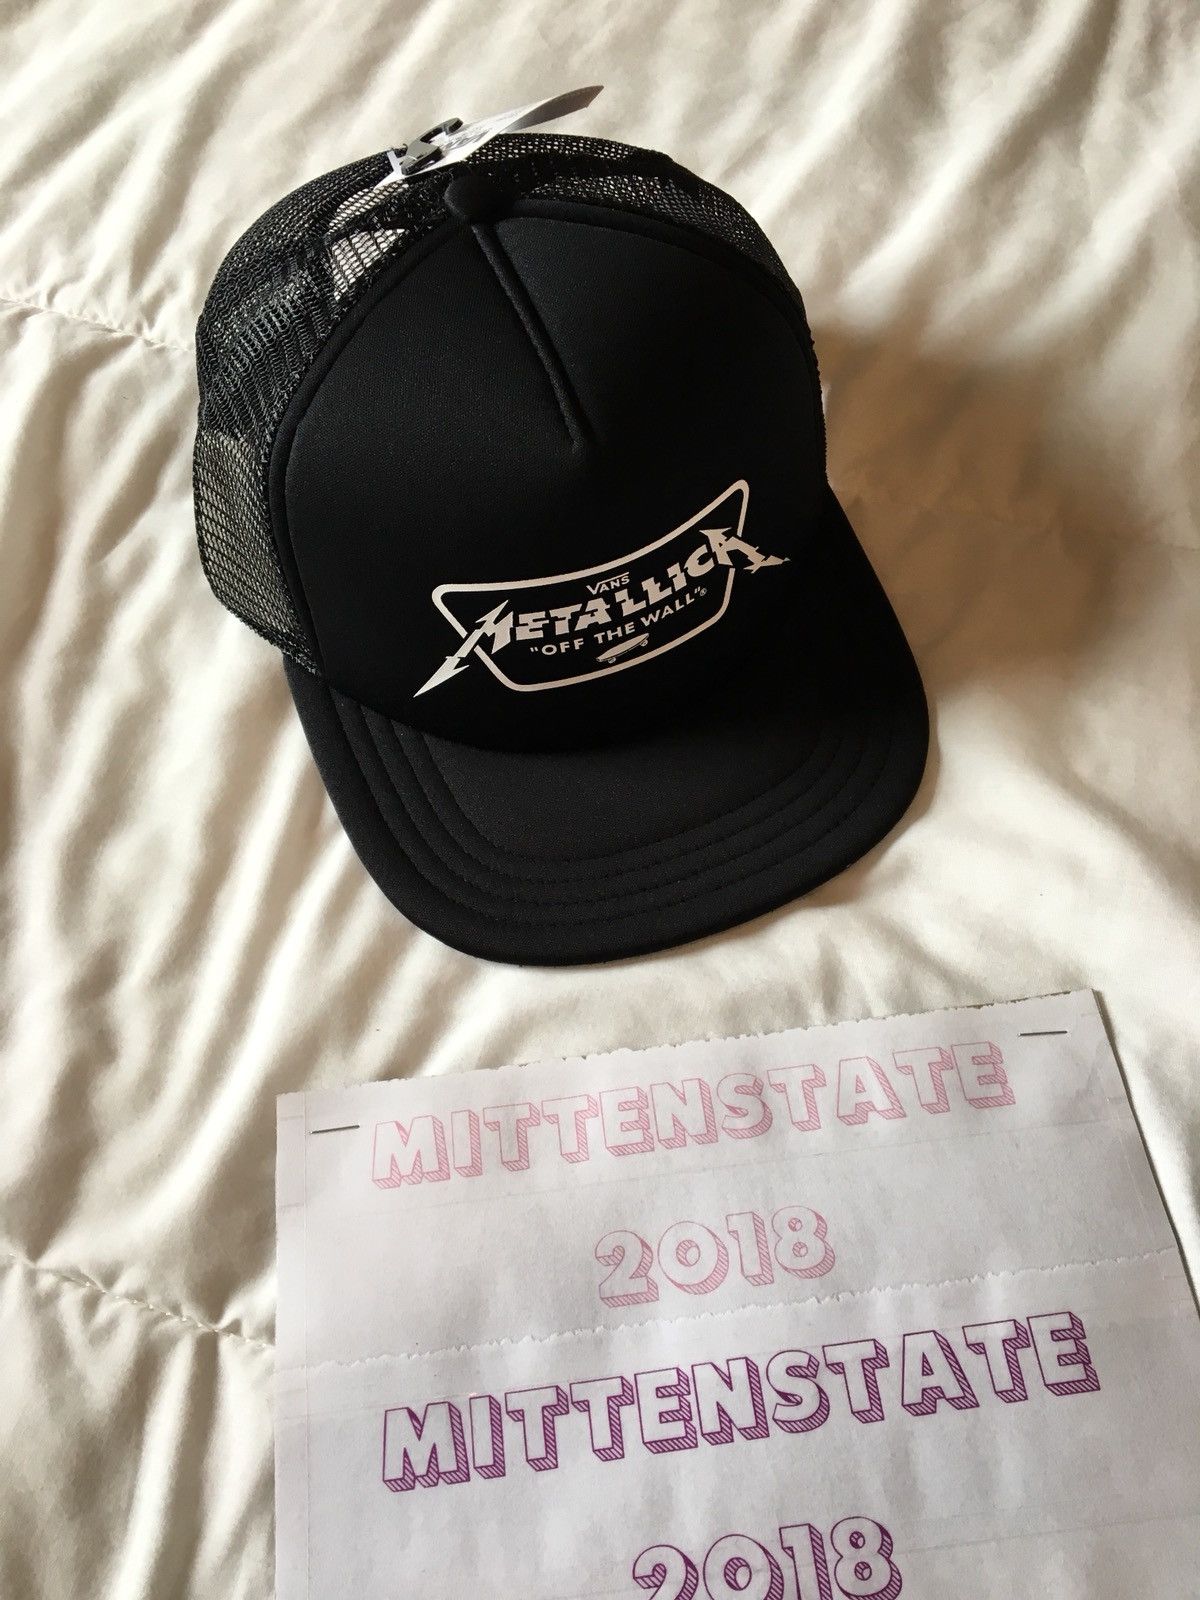 VANS
METALLICA
"OFF THE WALL"®
MITTENSTATE
2018
MITTENSTATE
2018